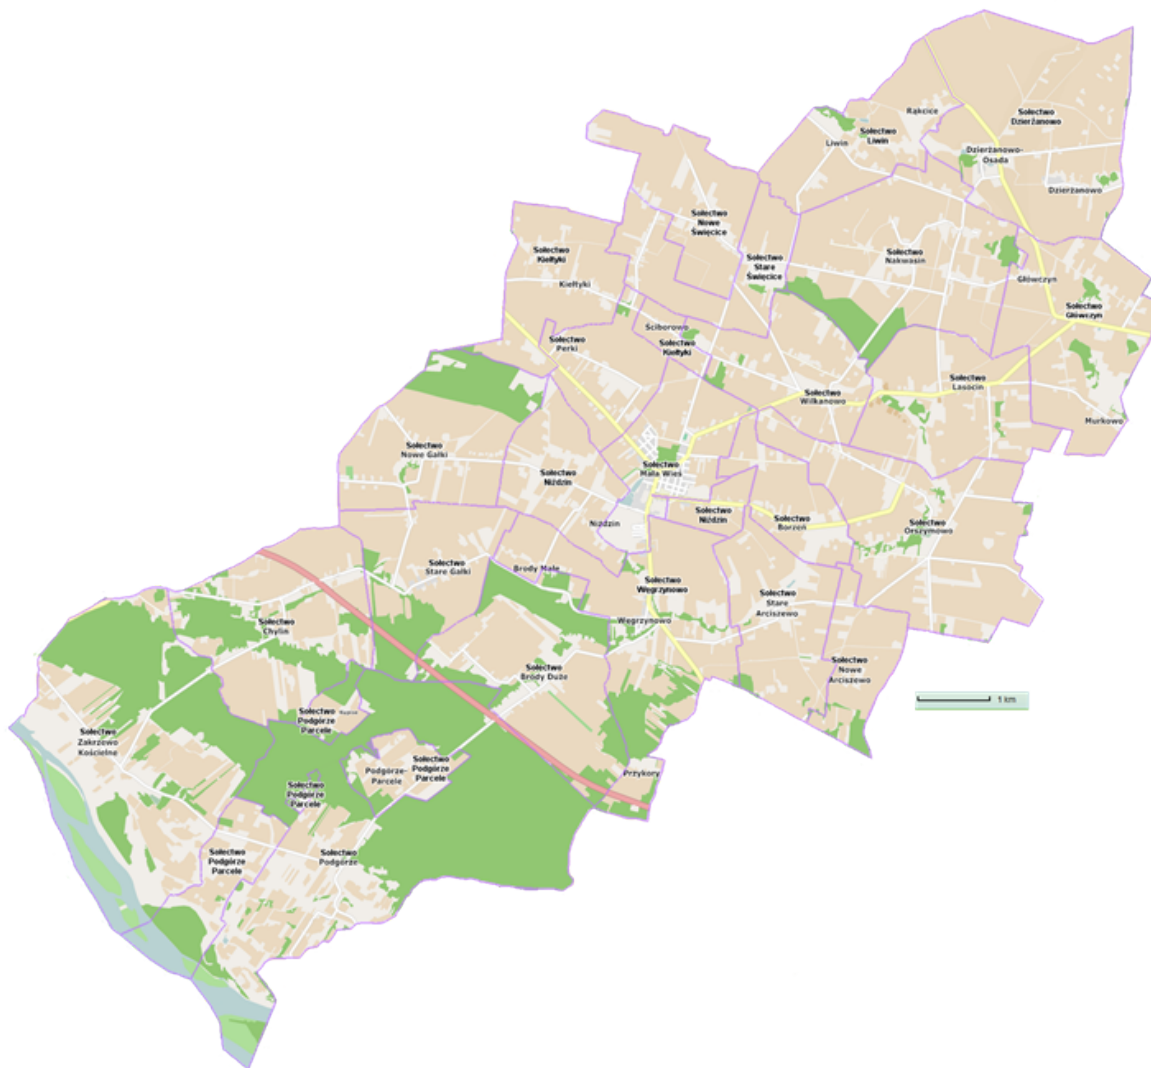 Rąkcice
Sołectwo
Dzierżanowo
Sołectwo
Liwin
Liwin
Dzierżanowo-
Osada
Dzierżanowo
Sołectwo
Nowe
Święcice
Sołectwo
Kiełtyki
Sołectwo
Stare
Święcice
Sołectwo
Nakwasin
Kiełtyki
Główczyn
Sołectwo
Główczyn
Sciborowo
Sołectwo
Perki
Sołectwo
Kiełtyki
Sołectwo
Wilkanowo
Sołectwo
Lasocin
Murkowo
Sołectwo
Nowe Gałki
Sołectwo
Niździn
Sołectwo
Mała Wieś
Niździn
Sołectwo
Niździn
Sołectwo
Borzeń
Sołectwo
Orszymowo
Sołectwo
Stare Gałki
Brody Małe
Sołectwo
Węgrzynowo
Sołectwo
Stare
Arciszewo
Sołectwo
Chylin
Węgrzynowo
Sołectwo
Brody Duże
Sołectwo
Nowe
Arciszewo
1 km
Sołectwo
Podgórze
Parcele
Sołectwo
Zakrzewo
Kościelne
Podgórze-
Parcele
Sołectwo
Podgórze
Parcele
Przykory
Sołectwo
Podgórze
Parcele
Sołectwo
Podgórze
Parcele
Sołectwo
Podgórze